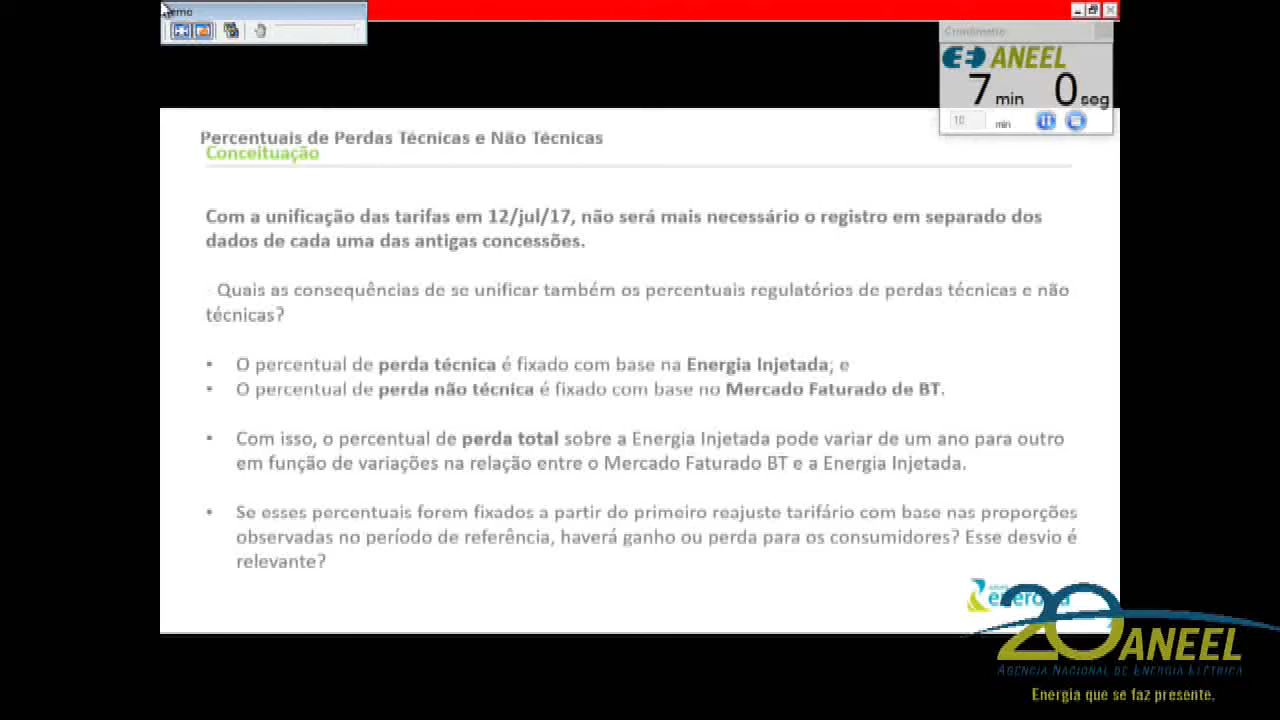 Cronômetro
ANEEL
7 min 0 seg
10 min
Percentuais de Perdas Técnicas e Não Técnicas
Conceituação
Com a unificação das tarifas em 12/jul/17, não será mais necessário o registro em separado dos
dados de cada uma das antigas concessões.
Quais as consequências de se unificar também os percentuais regulatórios de perdas técnicas e não
técnicas?
• O percentual de perda técnica é fixado com base na Energia Injetada; e
• O percentual de perda não técnica é fixado com base no Mercado Faturado de BT.
• Com isso, o percentual de perda total sobre a Energia Injetada pode variar de um ano para outro
em função de variações na relação entre o Mercado Faturado BT e a Energia Injetada.
• Se esses percentuais forem fixados a partir do primeiro reajuste tarifário com base nas proporções
observadas no período de referência, haverá ganho ou perda para os consumidores? Esse desvio é
relevante?
20 ANEEL
AGÊNCIA NACIONAL DE ENERGIA ELÉTRICA
Energia que se faz presente.